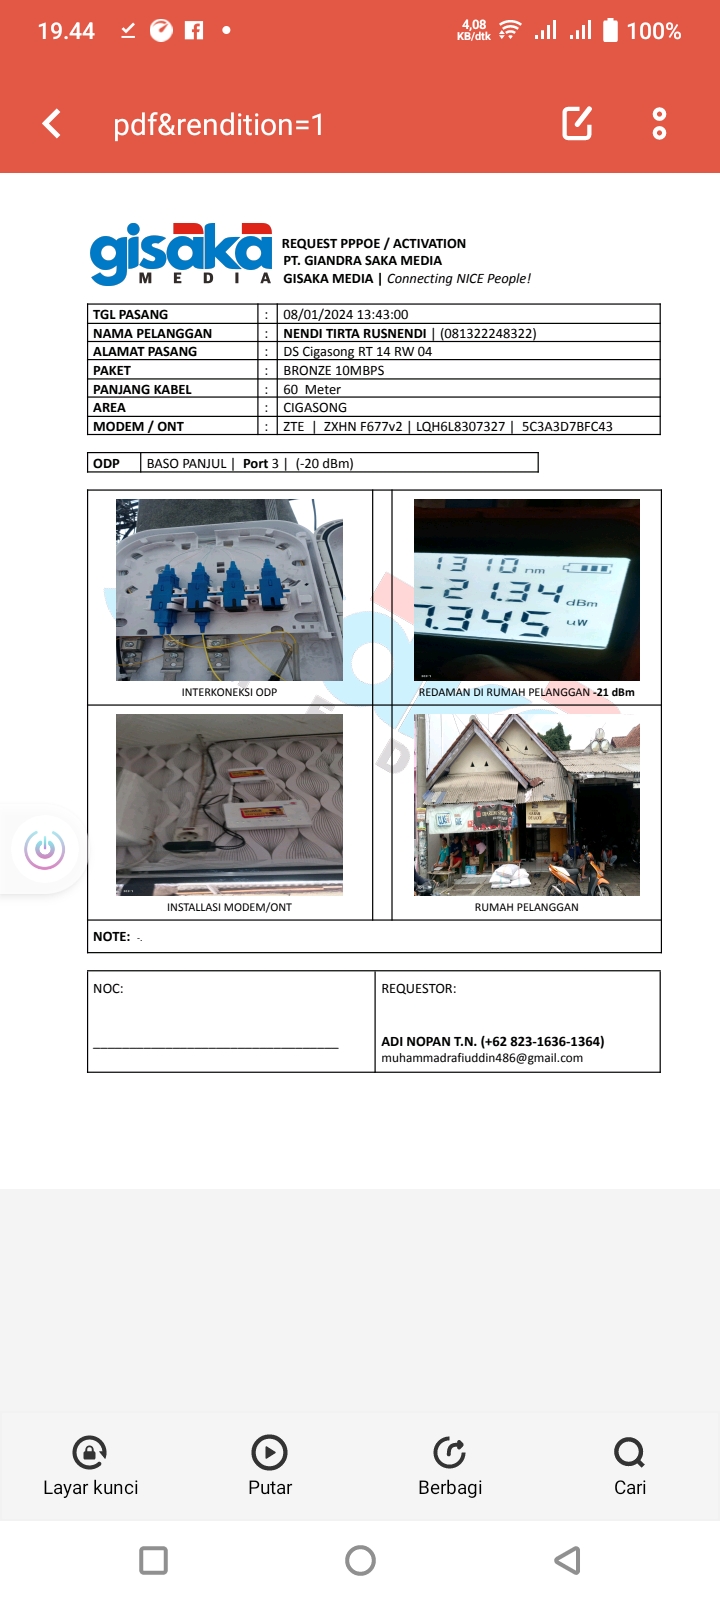 19.44
4,08
KB/dtk
100%
pdf&rendition=1
gisaka
MEDIA
REQUEST PPPOE / ACTIVATION
PT. GIANDRA SAKA MEDIA
GISAKA MEDIA | Connecting NICE People!
TGL PASANG : 08/01/2024 13:43:00
NAMA PELANGGAN : NENDI TIRTA RUSNENDI | (081322248322)
ALAMAT PASANG : DS Cigasong RT 14 RW 04
PAKET : BRONZE 10MBPS
PANJANG KABEL : 60 Meter
AREA : CIGASONG
MODEM / ONT : ZTE | ZXHN F677v2 | LQH6L8307327 | 5C3A3D7BFC43
ODP BASO PANJUL | Port 3 | (-20 dBm)
1310 nm
-21.34 dBm
7.345 uW
INTERKONEKSI ODP
REDAMAN DI RUMAH PELANGGAN -21 dBm
INSTALLASI MODEM/ONT
RUMAH PELANGGAN
NOTE: -.
NOC:
REQUESTOR:
ADI NOPAN T.N. (+62 823-1636-1364)
muhammadrafiuddin486@gmail.com
Layar kunci
Putar
Berbagi
Cari